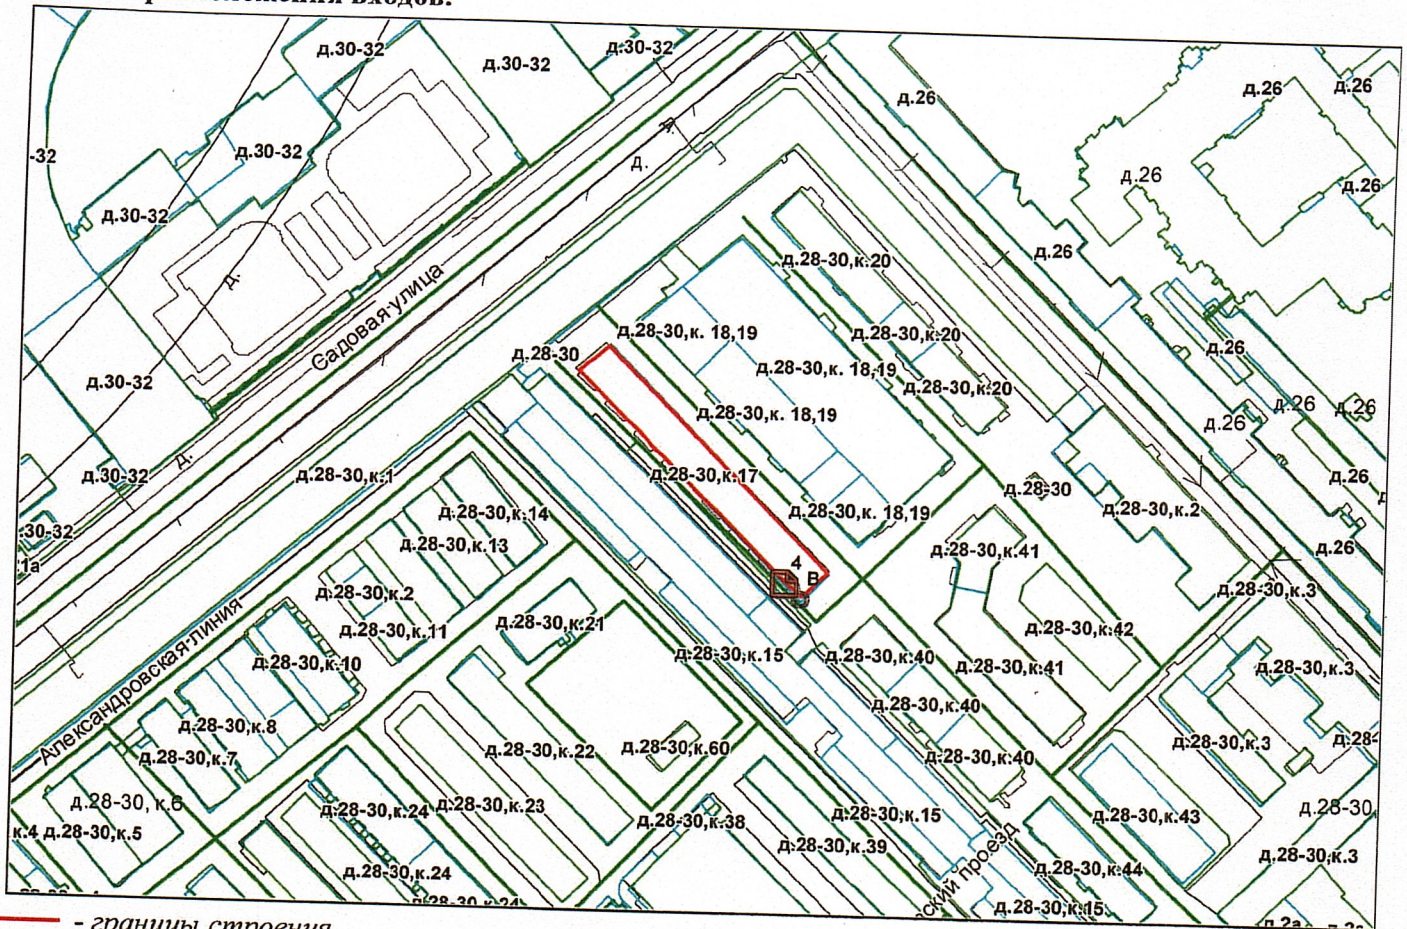 входов.
д.30-32
д.30-32
д.30-32
д.26
д.26
д.26
-32
д.30-32
д.
д.
д.26
д.26
д.30-32
д.28-30,к.20
д.26
д.
Садовая улица
д.28-30,к. 18,19
д.28-30,к.20
д.26
д.28-30
д.30-32
д.28-30,к. 18,19
д.28-30,к.20
д.28-30,к. 18,19
д.26
д.26
д.26
д.
д.30-32
д.28-30,к.1
д.28-30,к.17
д.28-30
д.26
д.28-30,к.14
д.28-30,к. 18,19
д.28-30,к.2
30-32
д.28-30,к.13
д.28-30,к.41
д.26
1а
4
В
д.28-30,к.2
д.28-30,к.3
д.28-30,к.11
д.28-30,к.21
д.28-30,к.42
Александровская линия
д.28-30,к.10
д.28-30,к.15
д.28-30,к.40
д.28-30,к.41
д.28-30,к.3
д.28-30,к.8
д.28-30,к.40
д.28-30,к.7
д.28-30,к.22
д.28-30,к.60
д.28-30,к.40
д.28-30,к.3
д.28-
д.28-30, к.6
д.28-30,к.24
д.28-30,к.23
д.28-30,к.38
д.28-30,к.15
д.28-30,к.43
д.28-30,
к.4
д.28-30,к.5
д.28-30,к.39
д.28-30,к.3
д.28-30,к.24
д.28-30,к.44
ский проезд
д.28-30,к.24
д.28-30,к.15
д.2а
- границы строения